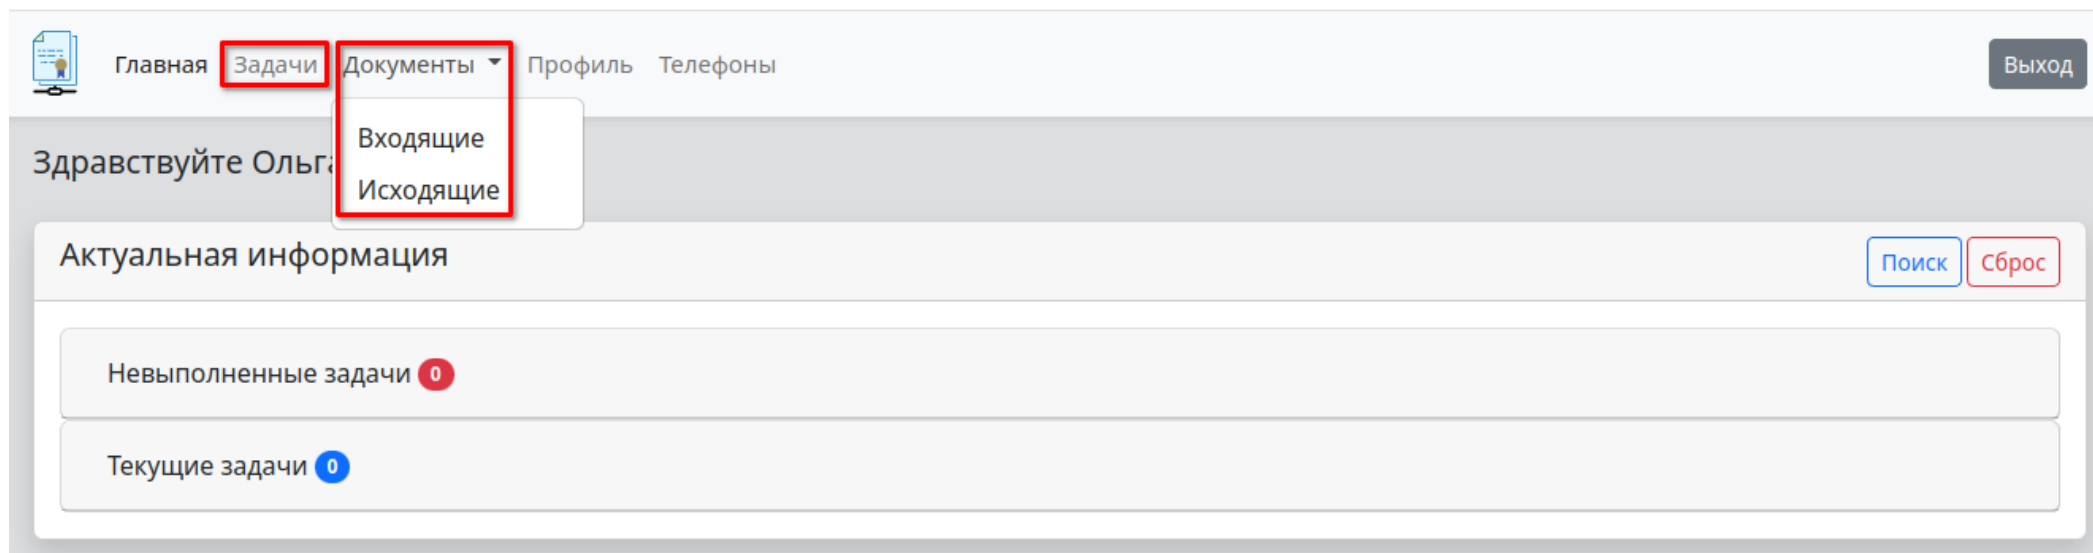 Главная Задачи Документы Профиль Телефоны Выход
Входящие
Здравствуйте Ольга
Исходящие
Актуальная информация Поиск Сброс
Невыполненные задачи 0
Текущие задачи 0